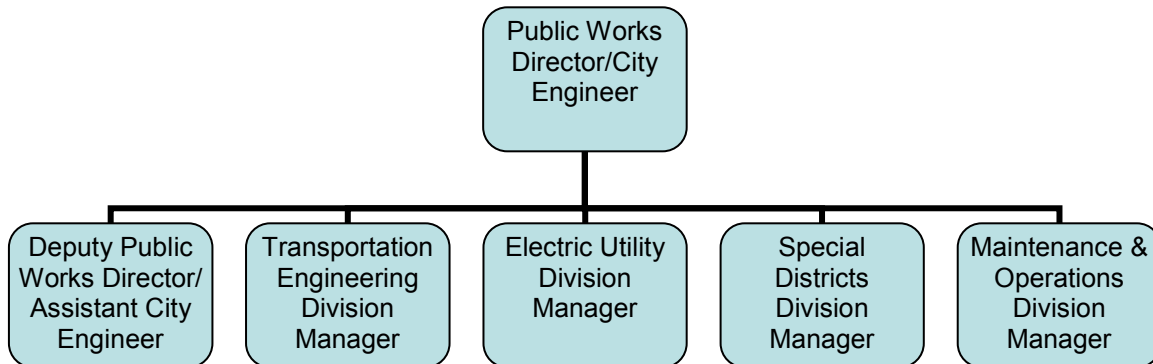 Public Works
Director/City
Engineer
Deputy Public
Works Director/
Assistant City
Engineer
Transportation
Engineering
Division
Manager
Electric Utility
Division
Manager
Special
Districts
Division
Manager
Maintenance &
Operations
Division
Manager